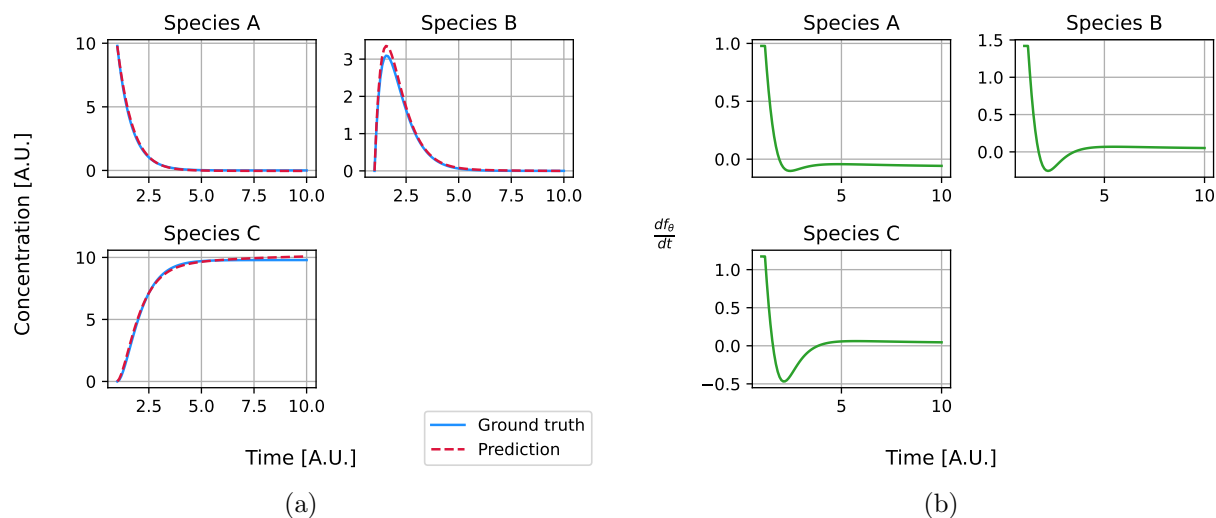 Species A
Species B
10
5
0
2.5 5.0 7.5 10.0
3
2
1
0
2.5 5.0 7.5 10.0
Species C
10
5
0
2.5 5.0 7.5 10.0
Concentration [A.U.]
Time [A.U.]
Ground truth
Prediction
(a)
Species A
Species B
1.0
0.5
0.0
5 10
1.5
1.0
0.5
0.0
5 10
Species C
1.0
0.5
0.0
−0.5
5 10
df_θ
dt
Time [A.U.]
(b)